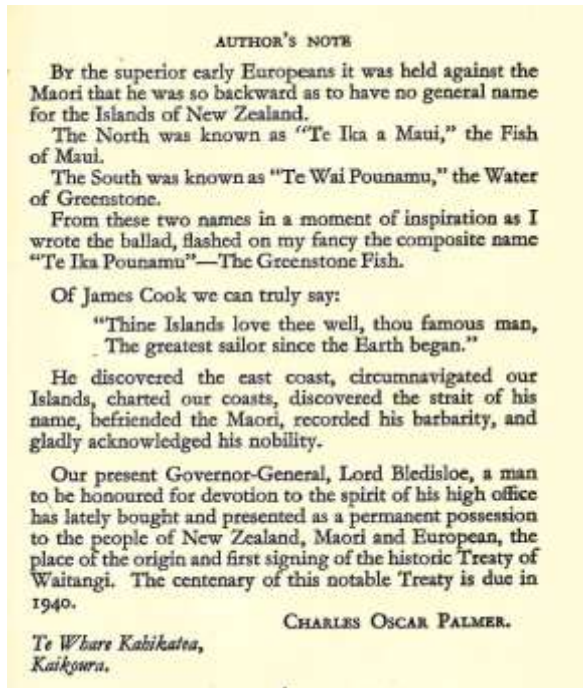 AUTHOR'S NOTE
By the superior early Europeans it was held against the
Maori that he was so backward as to have no general name
for the Islands of New Zealand.
The North was known as "Te Ika a Maui," the Fish
of Maui.
The South was known as "Te Wai Pounamu," the Water
of Greenstone.
From these two names in a moment of inspiration as I
wrote the ballad, flashed on my fancy the composite name
"Te Ika Pounamu"—The Greenstone Fish.
Of James Cook we can truly say:
"Thine Islands love thee well, thou famous man,
The greatest sailor since the Earth began."
He discovered the east coast, circumnavigated our
Islands, charted our coasts, discovered the strait of his
name, befriended the Maori, recorded his barbarity, and
gladly acknowledged his nobility.
Our present Governor-General, Lord Bledisloe, a man
to be honoured for devotion to the spirit of his high office
has lately bought and presented as a permanent possession
to the people of New Zealand, Maori and European, the
place of the origin and first signing of the historic Treaty of
Waitangi. The centenary of this notable Treaty is due in
1940.
CHARLES OSCAR PALMER.
Te Whare Kahikatea,
Kaikoura.